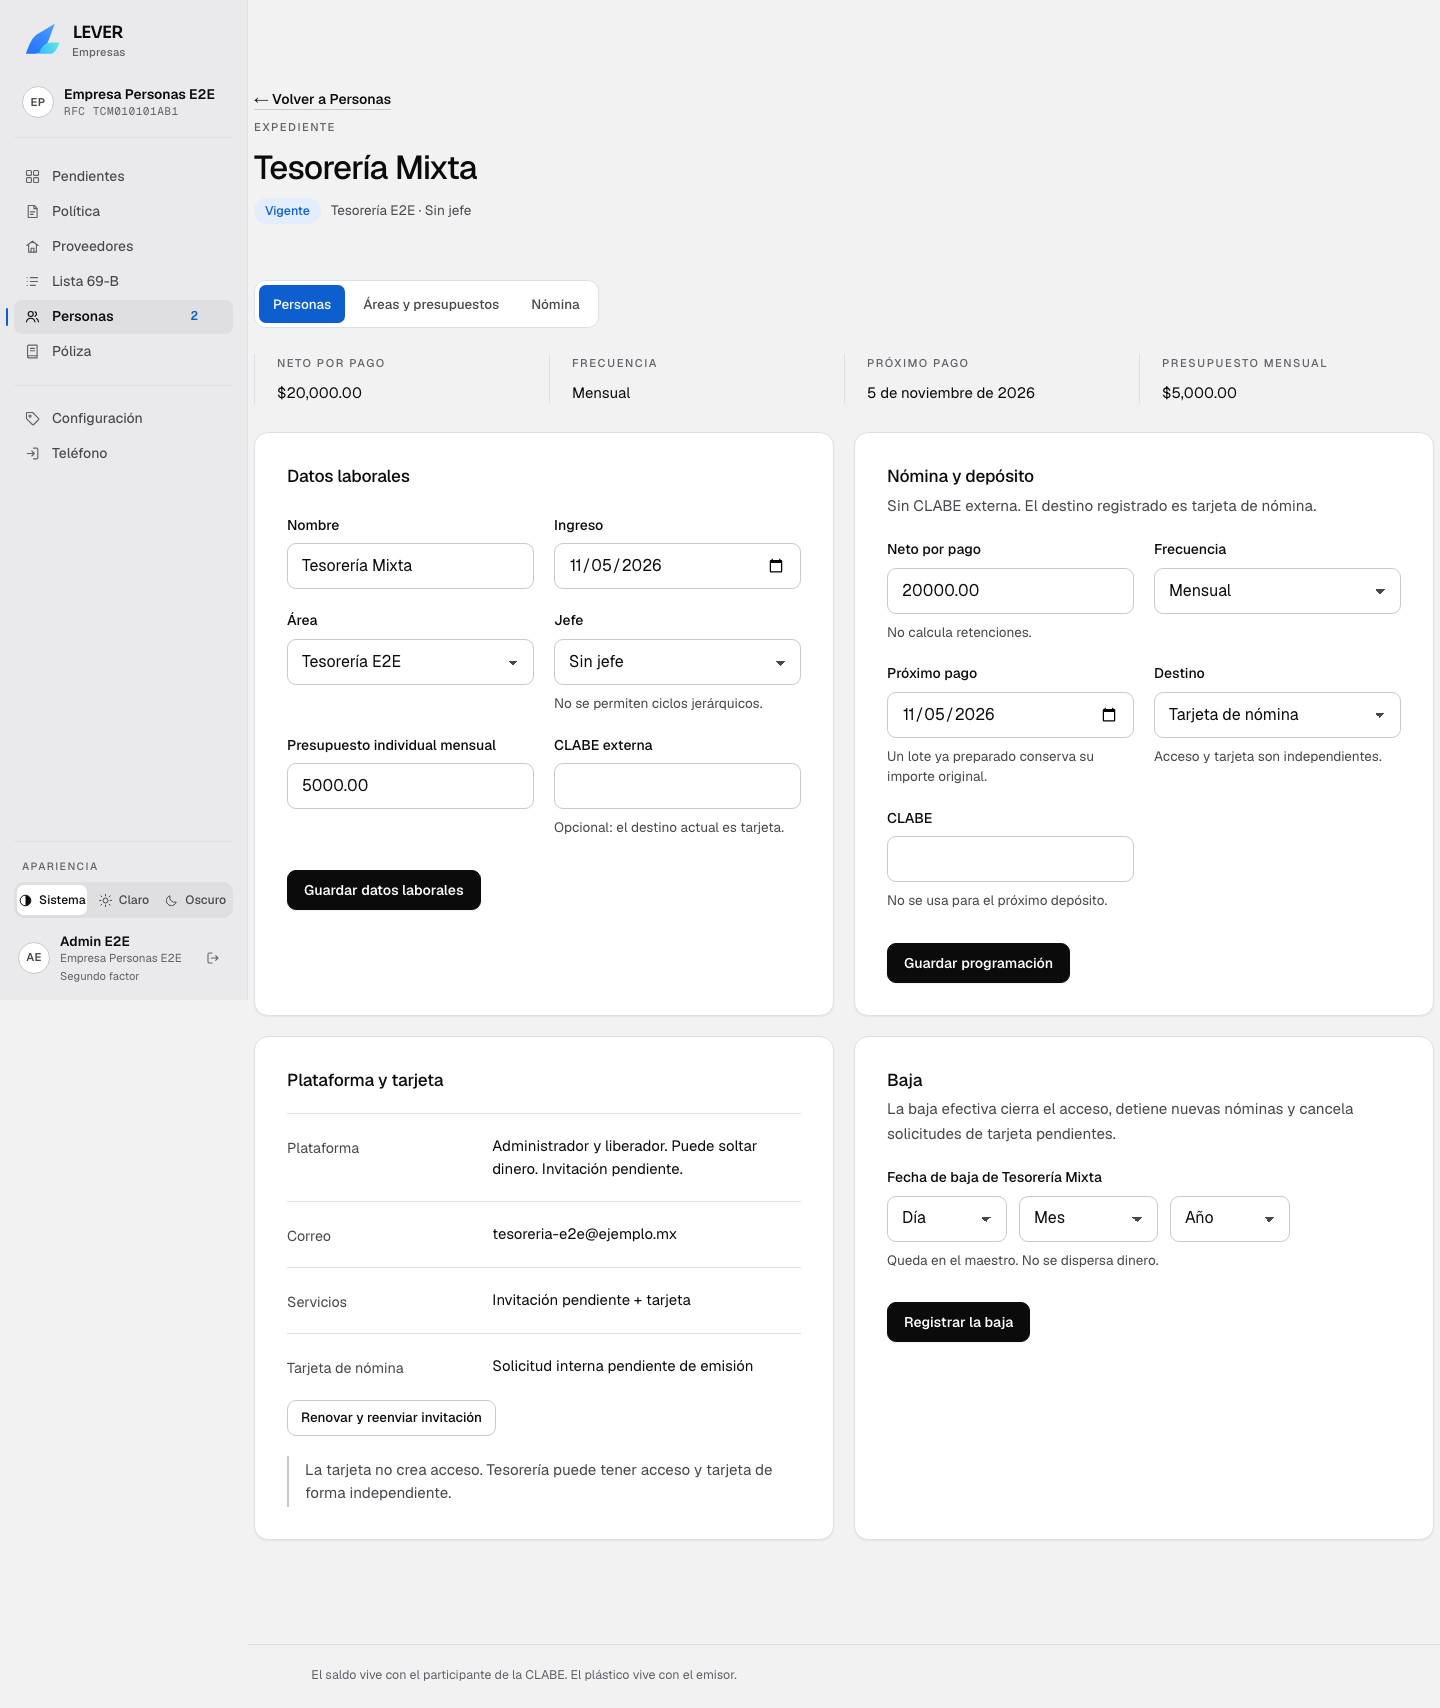 LEVER
Empresas
EP
Empresa Personas E2E
RFC TCM010101AB1
Pendientes
Política
Proveedores
Lista 69-B
Personas 2
Póliza
Configuración
Teléfono
APARIENCIA
Sistema Claro Oscuro
AE
Admin E2E
Empresa Personas E2E
Segundo factor
← Volver a Personas
EXPEDIENTE
Tesorería Mixta
Vigente Tesorería E2E · Sin jefe
Personas Áreas y presupuestos Nómina
NETO POR PAGO
$20,000.00
FRECUENCIA
Mensual
PRÓXIMO PAGO
5 de noviembre de 2026
PRESUPUESTO MENSUAL
$5,000.00
Datos laborales
Nombre
Tesorería Mixta
Ingreso
11/05/2026
Área
Tesorería E2E
Jefe
Sin jefe
No se permiten ciclos jerárquicos.
Presupuesto individual mensual
5000.00
CLABE externa
Opcional: el destino actual es tarjeta.
Guardar datos laborales
Nómina y depósito
Sin CLABE externa. El destino registrado es tarjeta de nómina.
Neto por pago
20000.00
No calcula retenciones.
Frecuencia
Mensual
Próximo pago
11/05/2026
Un lote ya preparado conserva su
importe original.
Destino
Tarjeta de nómina
Acceso y tarjeta son independientes.
CLABE
No se usa para el próximo depósito.
Guardar programación
Plataforma y tarjeta
Plataforma
Administrador y liberador. Puede soltar
dinero. Invitación pendiente.
Correo
tesoreria-e2e@ejemplo.mx
Servicios
Invitación pendiente + tarjeta
Tarjeta de nómina
Solicitud interna pendiente de emisión
Renovar y reenviar invitación
La tarjeta no crea acceso. Tesorería puede tener acceso y tarjeta de
forma independiente.
Baja
La baja efectiva cierra el acceso, detiene nuevas nóminas y cancela
solicitudes de tarjeta pendientes.
Fecha de baja de Tesorería Mixta
Día Mes Año
Queda en el maestro. No se dispersa dinero.
Registrar la baja
El saldo vive con el participante de la CLABE. El plástico vive con el emisor.